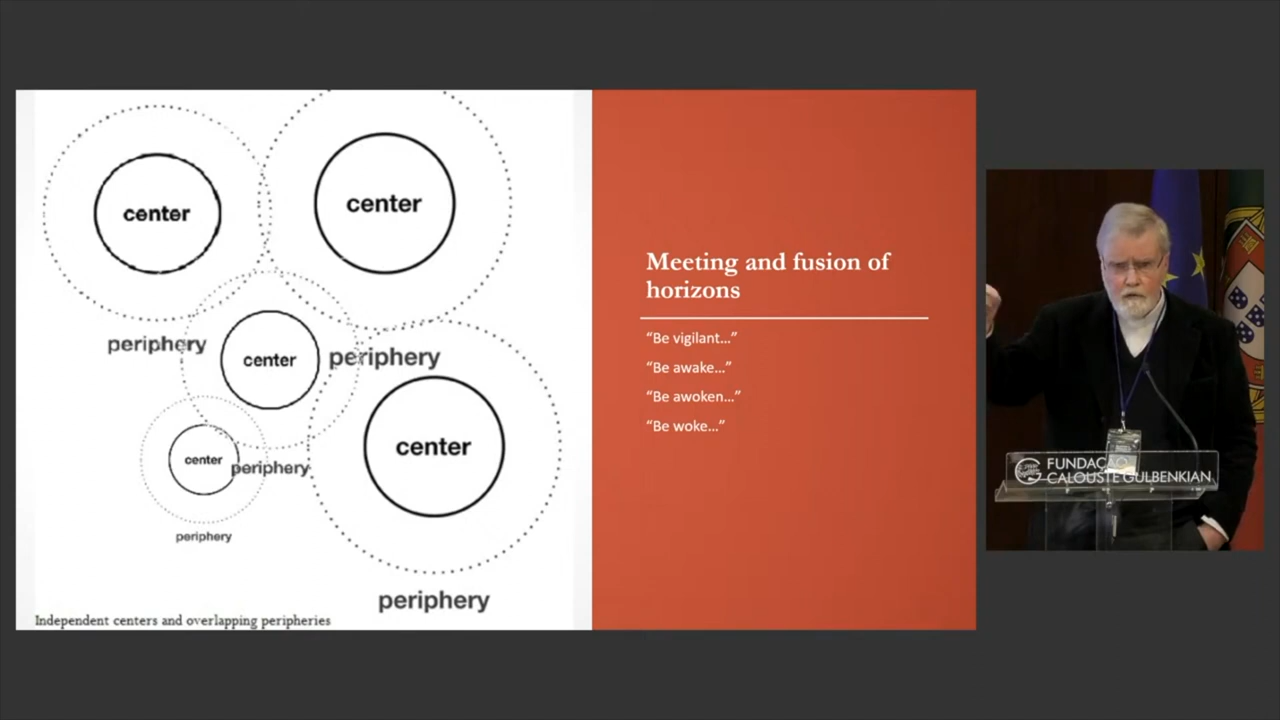 center
center
periphery
center
periphery
center
center
periphery
periphery
periphery
Independent centers and overlapping peripheries
Meeting and fusion of
horizons
“Be vigilant…”
“Be awake…”
“Be awoken…”
“Be woke…”
FUNDAÇÃO
CALOUSTE GULBENKIAN